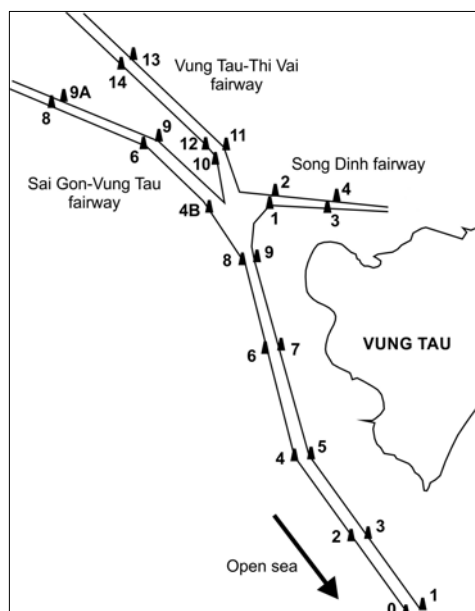 13
14
Vung Tau-Thi Vai
fairway
9A
8
9
6
12
11
10
Song Dinh fairway
Sai Gon-Vung Tau
fairway
2
4
1
3
4B
8
9
VUNG TAU
6
7
4
5
2
3
Open sea
0
1